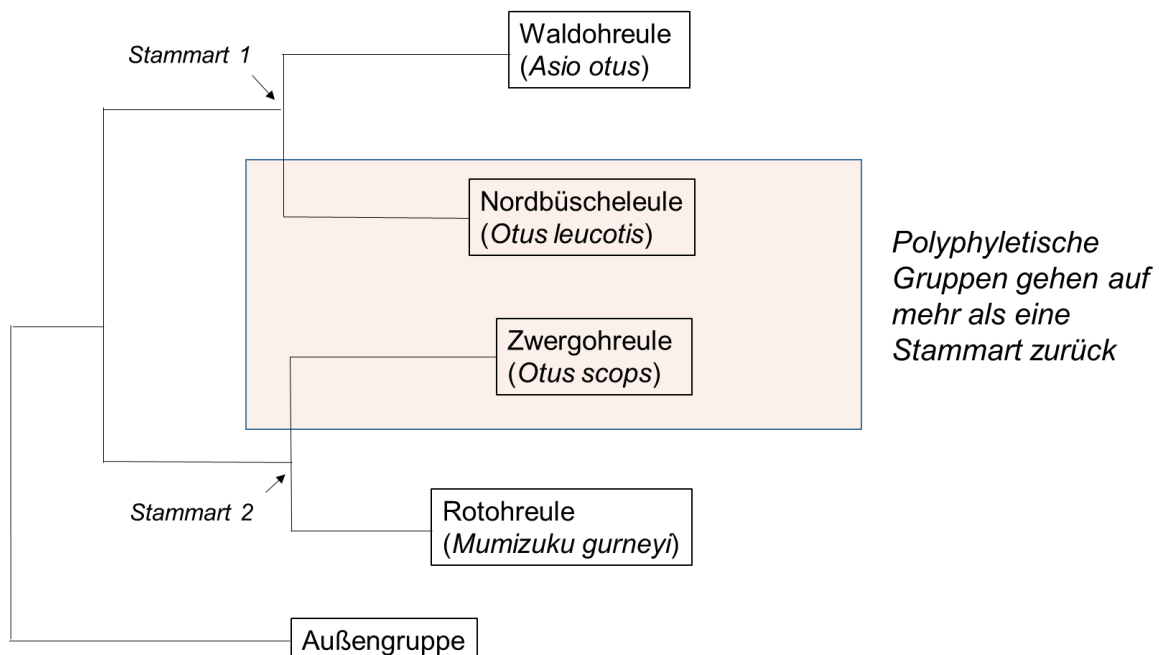 Waldohreule
(Asio otus)
Stammart 1
Nordbüscheleule
(Otus leucotis)
Polyphyletische
Gruppen gehen auf
mehr als eine
Stammart zurück
Zwergohreule
(Otus scops)
Stammart 2
Rotohreule
(Mumizuku gurneyi)
Außengruppe